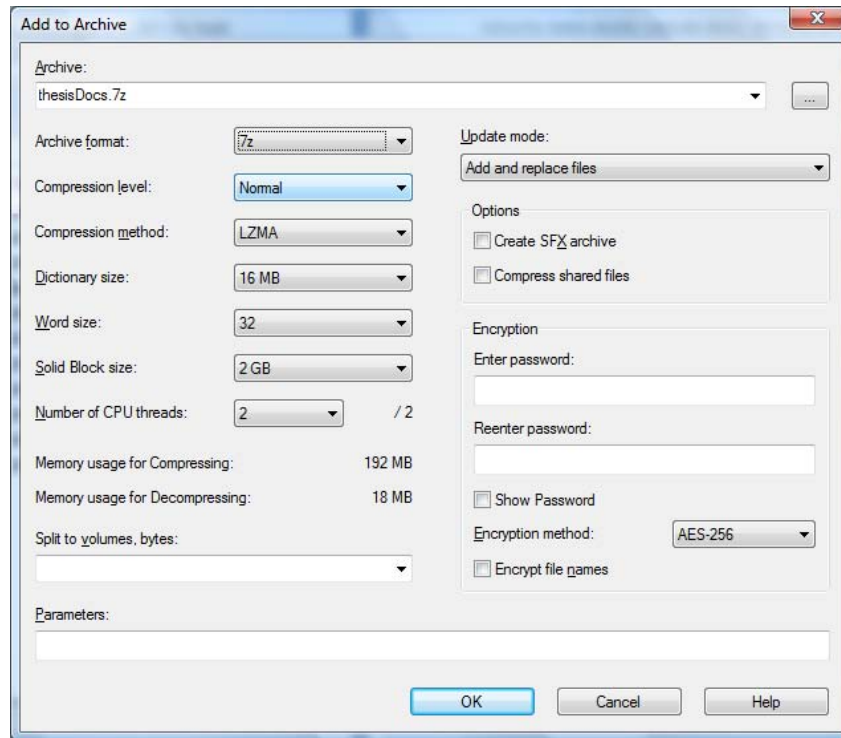 Add to Archive
Archive:
thesisDocs.7z
...
Archive format:
7z
Compression level:
Normal
Compression method:
LZMA
Dictionary size:
16 MB
Word size:
32
Solid Block size:
2 GB
Number of CPU threads:
2
/ 2
Memory usage for Compressing:
192 MB
Memory usage for Decompressing:
18 MB
Split to volumes, bytes:
Update mode:
Add and replace files
Options
Create SFX archive
Compress shared files
Encryption
Enter password:
Reenter password:
Show Password
Encryption method:
AES-256
Encrypt file names
Parameters:
OK
Cancel
Help